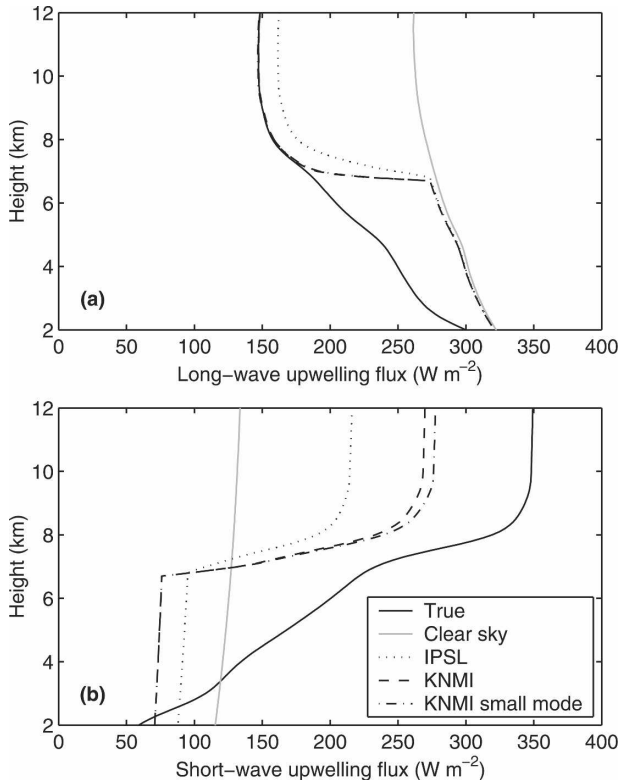 12
10
8
6
4
2
Height (km)
(a)
0 50 100 150 200 250 300 350 400
Long−wave upwelling flux (W m−2)
12
10
8
6
4
2
Height (km)
(b)
True
Clear sky
IPSL
KNMI
KNMI small mode
0 50 100 150 200 250 300 350 400
Short−wave upwelling flux (W m−2)